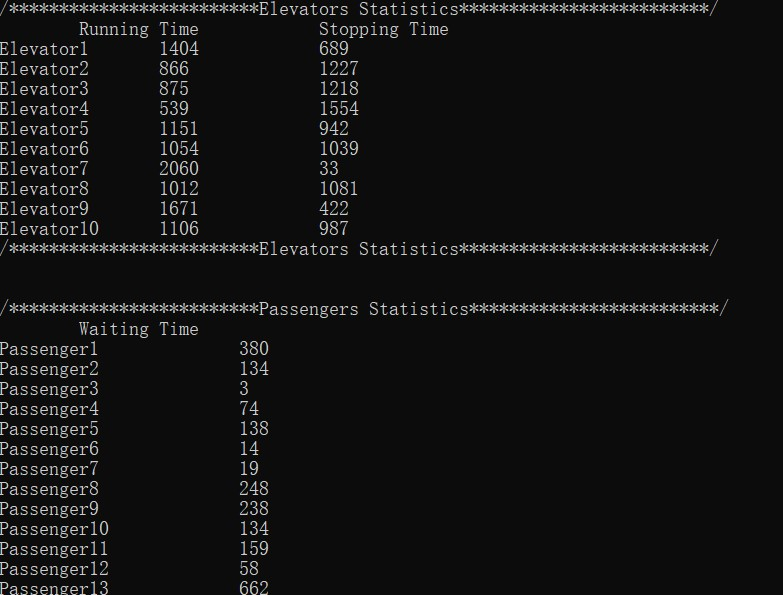 /*************************Elevators Statistics*************************/
Running Time Stopping Time
Elevator1 1404 689
Elevator2 866 1227
Elevator3 875 1218
Elevator4 539 1554
Elevator5 1151 942
Elevator6 1054 1039
Elevator7 2060 33
Elevator8 1012 1081
Elevator9 1671 422
Elevator10 1106 987
/*************************Elevators Statistics*************************/
/*************************Passengers Statistics*************************/
Waiting Time
Passenger1 380
Passenger2 134
Passenger3 3
Passenger4 74
Passenger5 138
Passenger6 14
Passenger7 19
Passenger8 248
Passenger9 238
Passenger10 134
Passenger11 159
Passenger12 58
Passenger13 662